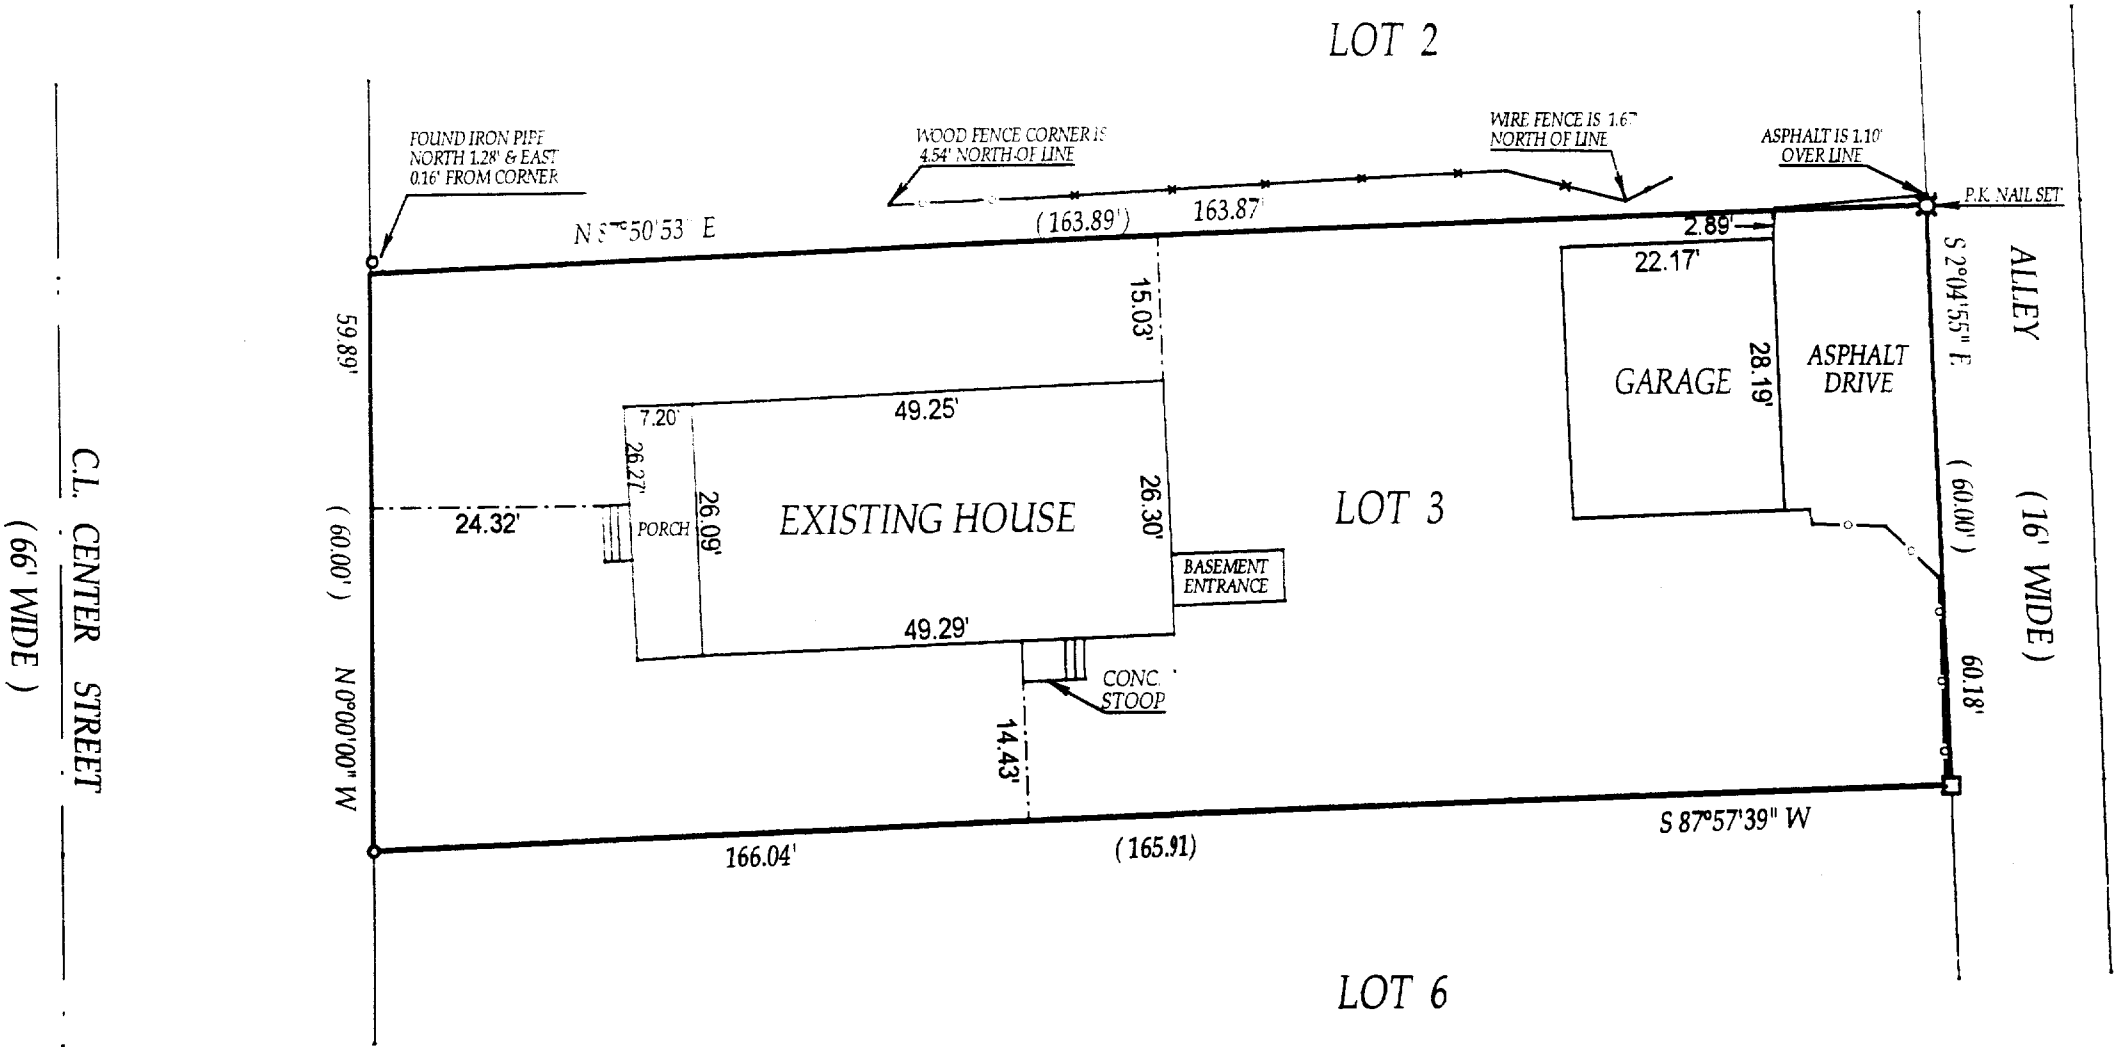 LOT 2
FOUND IRON PIPE
NORTH 1.28' & EAST
0.16' FROM CORNER
WOOD FENCE CORNER IS
4.54' NORTH OF LINE
WIRE FENCE IS 1.67'
NORTH OF LINE
ASPHALT IS 1.10'
OVER LINE
P.K. NAIL SET
N 87°50'53" E
(163.89')
163.87'
2.89'
22.17'
GARAGE
28.19'
ASPHALT
DRIVE
S 2°04'55" E
(60.00')
60.18'
ALLEY
(16' WIDE)
15.03'
59.89'
(60.00')
N 0°00'00" W
C.L. CENTER STREET
(66' WIDE)
24.32'
7.20'
26.27'
PORCH
26.09'
49.25'
EXISTING HOUSE
26.30'
49.29'
BASEMENT
ENTRANCE
LOT 3
CONC.
STOOP
14.43'
166.04'
(165.91)
S 87°57'39" W
LOT 6